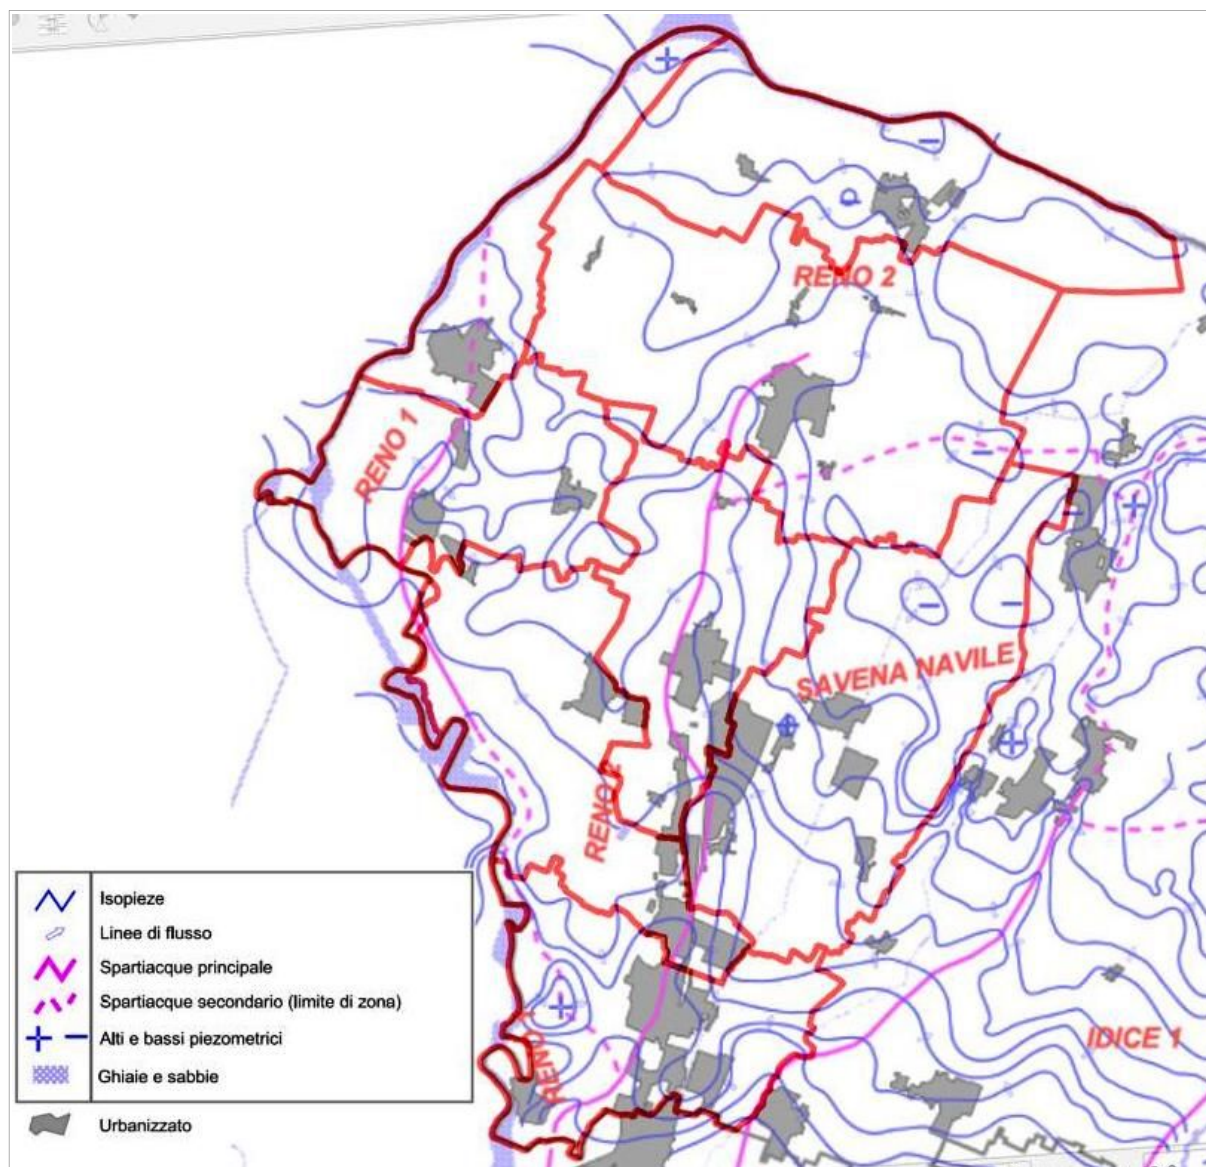 RENO 2
RENO 1
SAVENA NAVILE
RENO
RENO
IDICE 1
Isopieze
Linee di flusso
Spartiacque principale
Spartiacque secondario (limite di zona)
Alti e bassi piezometrici
Ghiaie e sabbie
Urbanizzato